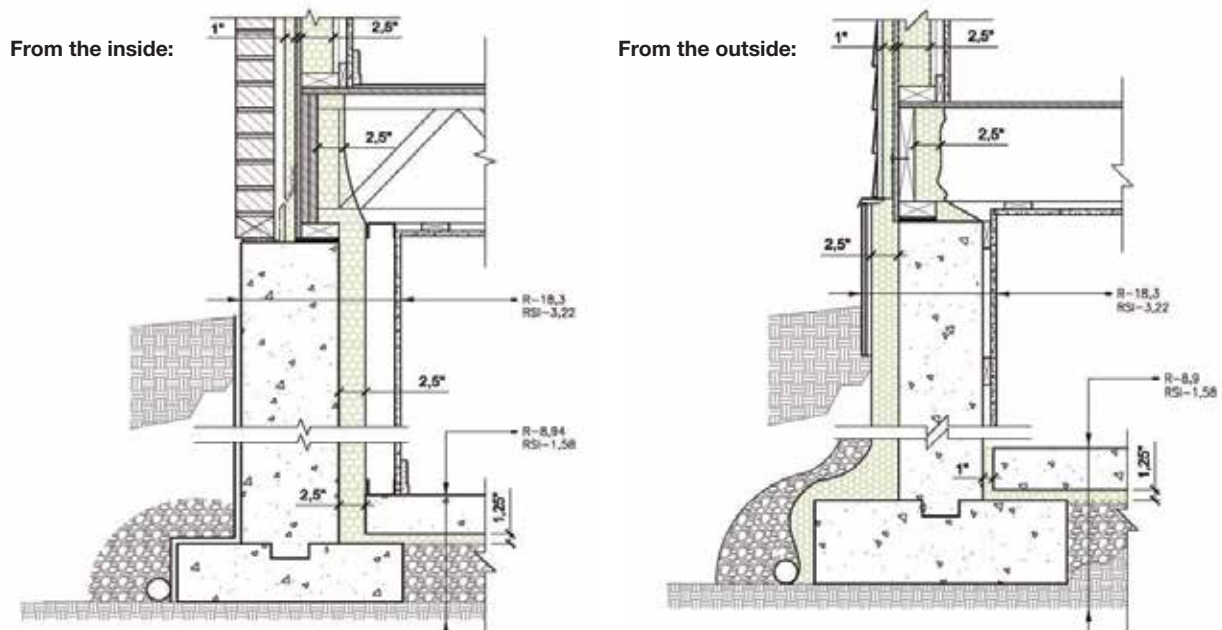 From the inside:
1"
2,5"
2,5"
R-18,3
RSI-3,22
2,5"
R-8,94
RSI-1,58
2,5"
1,25"
From the outside:
1"
2,5"
2,5"
2,5"
R-18,3
RSI-3,22
R-8,9
RSI-1,58
1"
1,25"